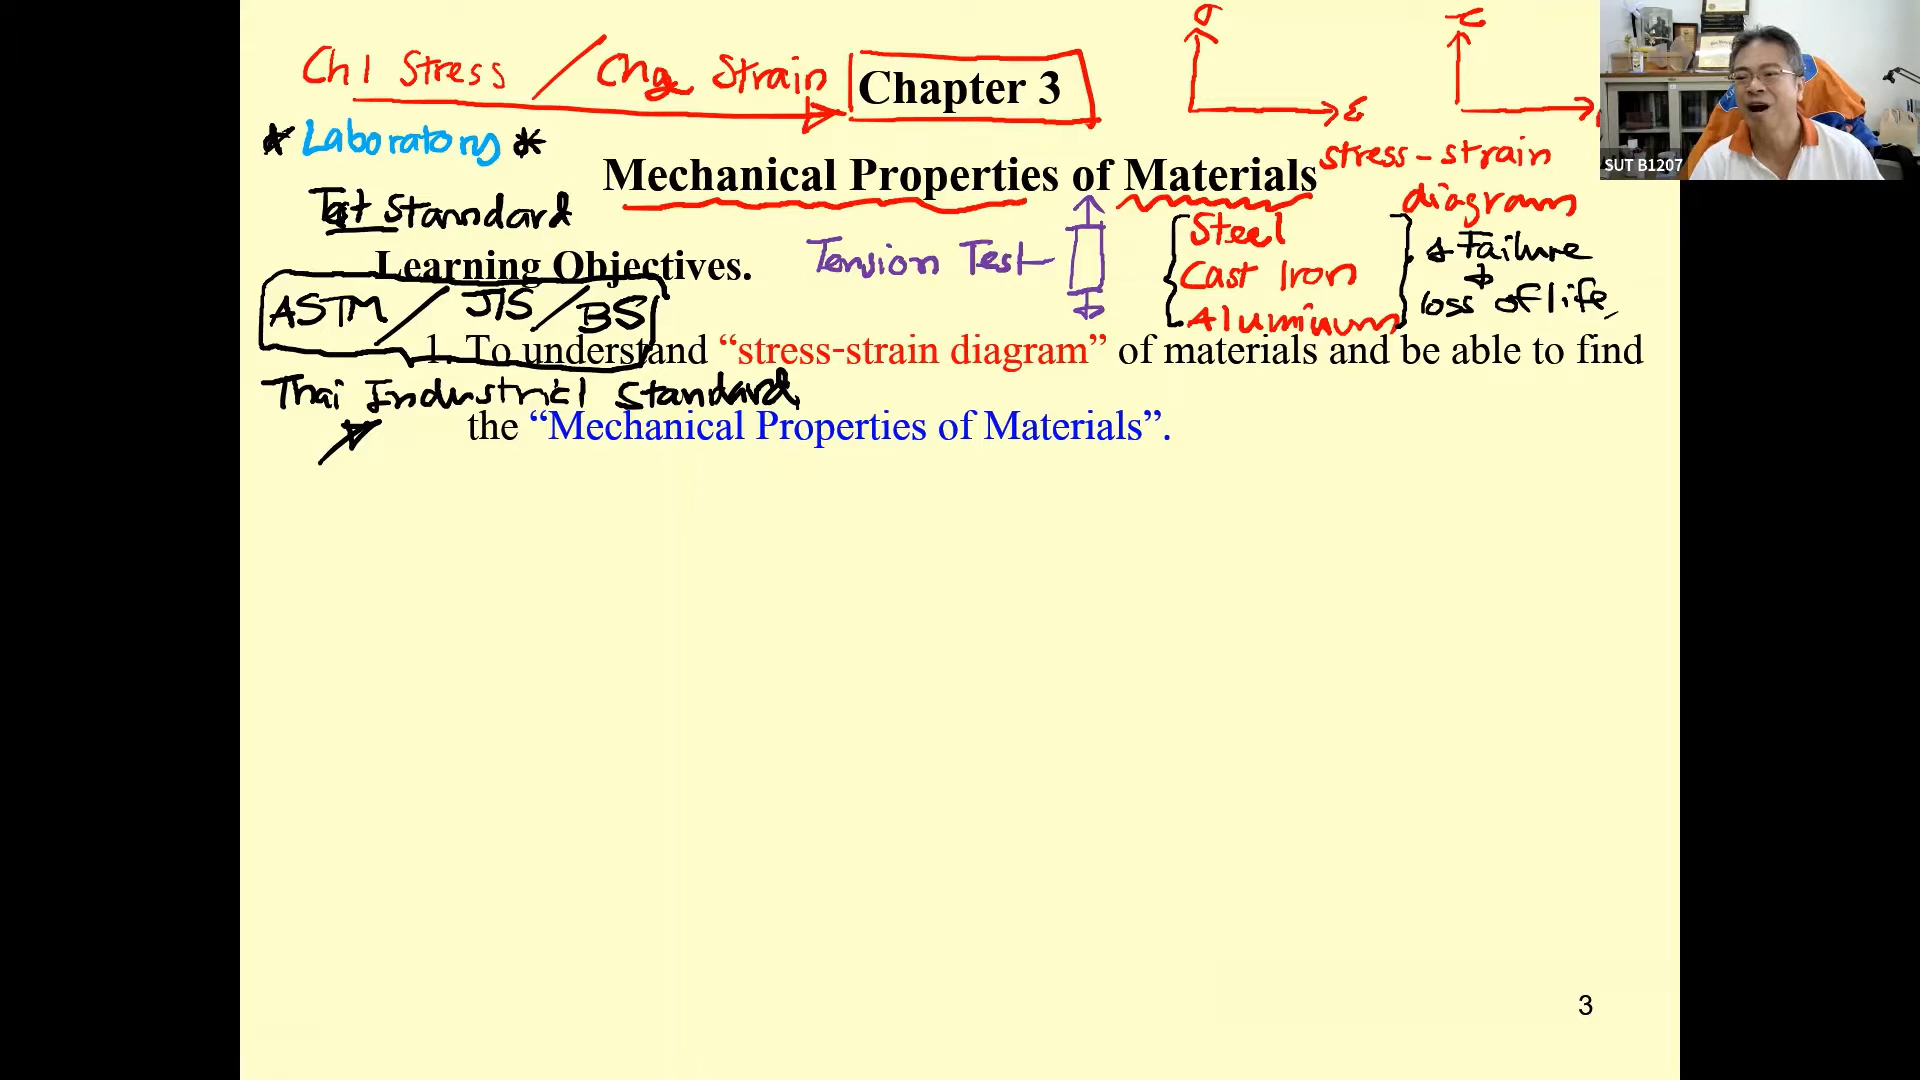 σ
τ
Ch1 Stress / Ch2 Strain
Chapter 3
ε
* Laboratory *
stress-strain
SUT B1207
Mechanical Properties of Materials
diagrams
Test Standard
Steel
Tension Test
Failure
Learning Objectives.
Cast Iron
ASTM / JIS / BS
loss of life,
Aluminum
1. To understand “stress-strain diagram” of materials and be able to find
Thai Industrial Standard,
the “Mechanical Properties of Materials”.
3